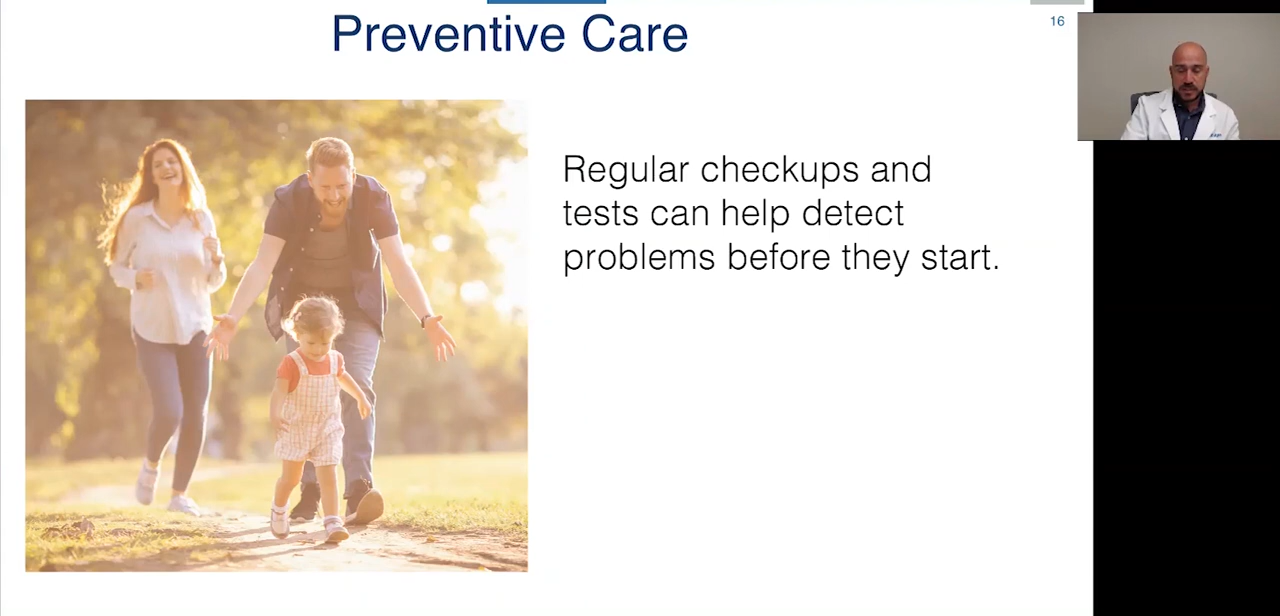 Preventive Care
16
Regular checkups and
tests can help detect
problems before they start.